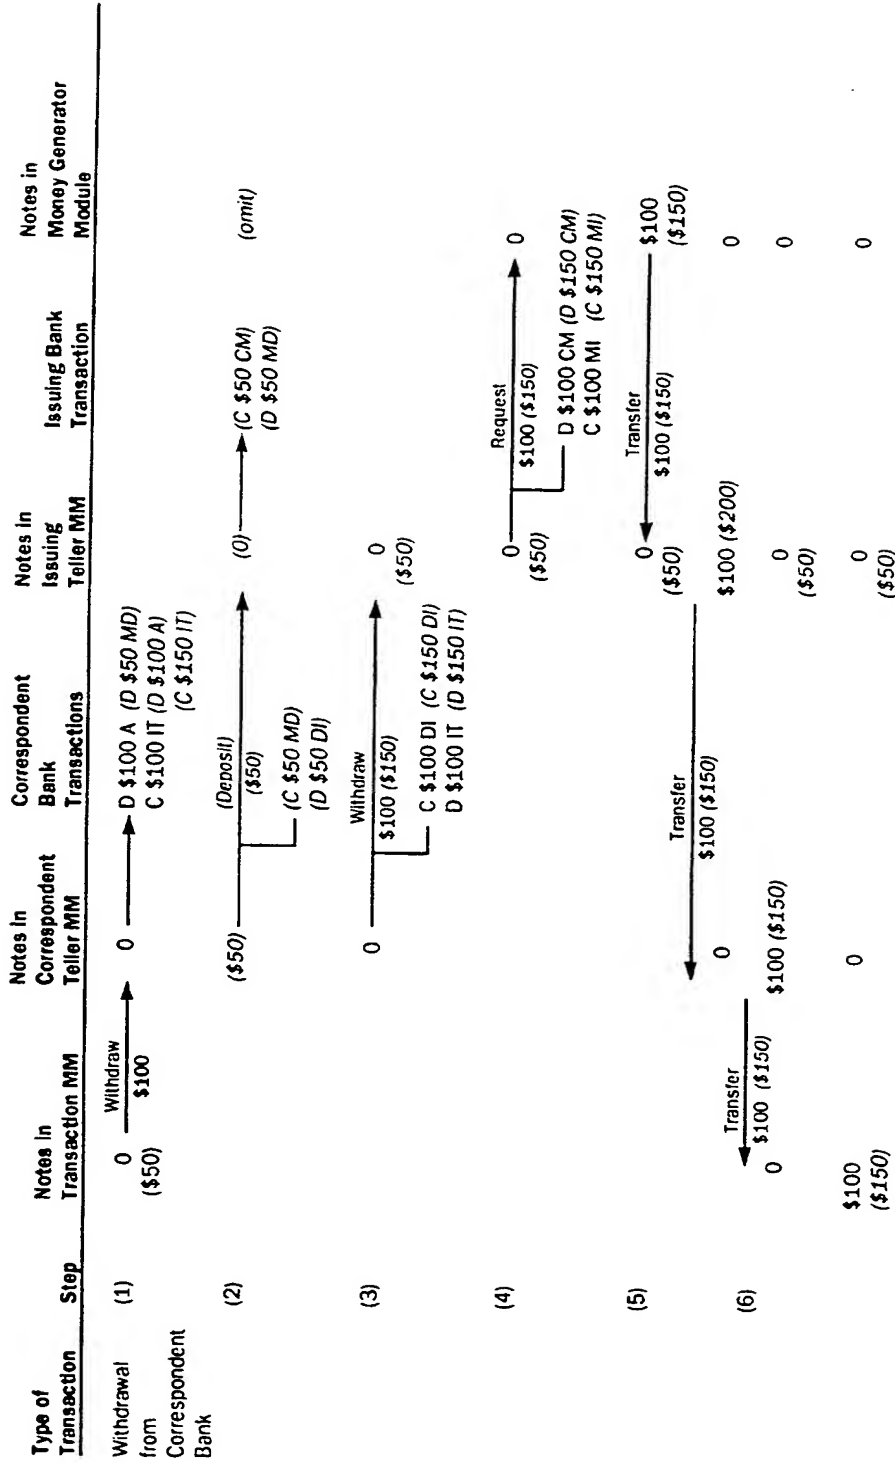 Type of
Transaction
Step
Notes in
Transaction MM
Notes in
Correspondent
Teller MM
Correspondent
Bank
Transactions
Notes in
Issuing
Teller MM
Issuing Bank
Transaction
Notes in
Money Generator
Module
Withdrawal
from
Correspondent
Bank
(1)
0
($50)
Withdraw
$100
0
D $100 A (D $50 MD)
C $100 IT (D $100 A)
(C $150 IT)
(2)
($50)
(Deposit)
($50)
(C $50 MD)
(D $50 DI)
(0)
(C $50 CM)
(D $50 MD)
(omit)
(3)
0
Withdraw
$100 ($150)
C $100 DI (C $150 DI)
D $100 IT (D $150 IT)
0
($50)
(4)
0
($50)
Request
$100 ($150)
D $100 CM (D $150 CM)
C $100 MI (C $150 MI)
0
(5)
0
($50)
Transfer
$100 ($150)
$100
($150)
(6)
Transfer
$100 ($150)
0
$100 ($200)
0
Transfer
$100 ($150)
0
$100 ($150)
0
($50)
0
$100
($150)
0
0
($50)
0